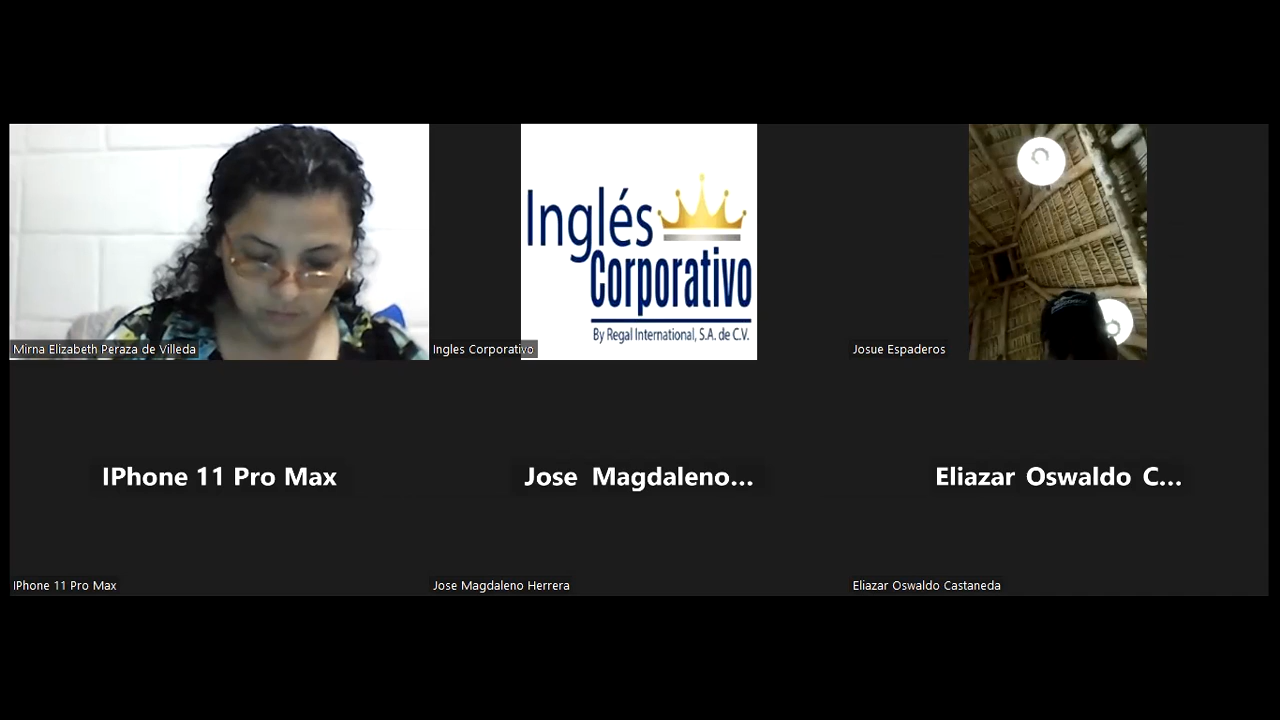 Inglés
Corporativo
By Regal International, S.A. de C.V.
Mirna Elizabeth Peraza de Villeda
Ingles Corporativo
Josue Espaderos
IPhone 11 Pro Max
Jose Magdaleno...
Eliazar Oswaldo C...
IPhone 11 Pro Max
Jose Magdaleno Herrera
Eliazar Oswaldo Castaneda